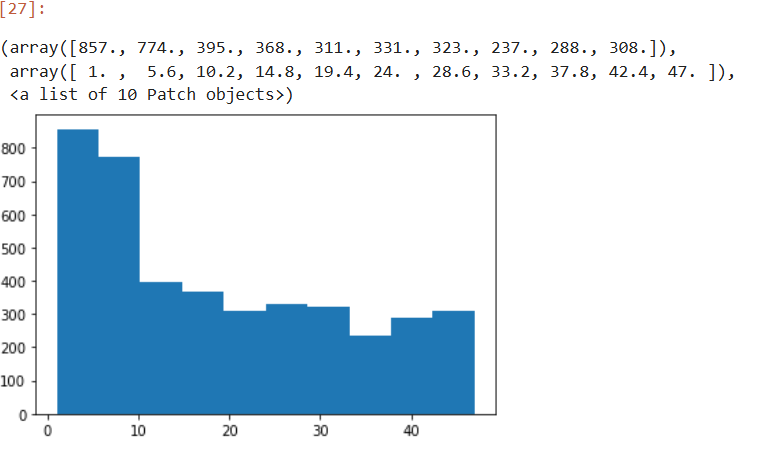 [27]:
(array([857., 774., 395., 368., 311., 331., 323., 237., 288., 308.]),
array([ 1. ,  5.6, 10.2, 14.8, 19.4, 24. , 28.6, 33.2, 37.8, 42.4, 47. ]),
<a list of 10 Patch objects>)
800
700
600
500
400
300
200
100
0
0 10 20 30 40